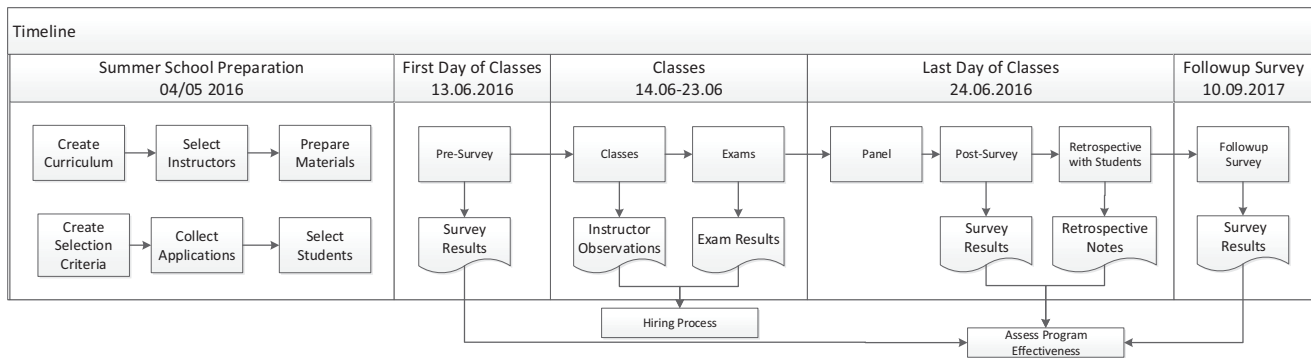 Timeline
Summer School Preparation
04/05 2016
First Day of Classes
13.06.2016
Classes
14.06-23.06
Last Day of Classes
24.06.2016
Followup Survey
10.09.2017
Create
Curriculum
Select
Instructors
Prepare
Materials
Pre-Survey
Classes
Exams
Panel
Post-Survey
Retrospective
with Students
Followup
Survey
Create
Selection
Criteria
Collect
Applications
Select
Students
Survey
Results
Instructor
Observations
Exam Results
Survey
Results
Retrospective
Notes
Survey
Results
Hiring Process
Assess Program
Effectiveness